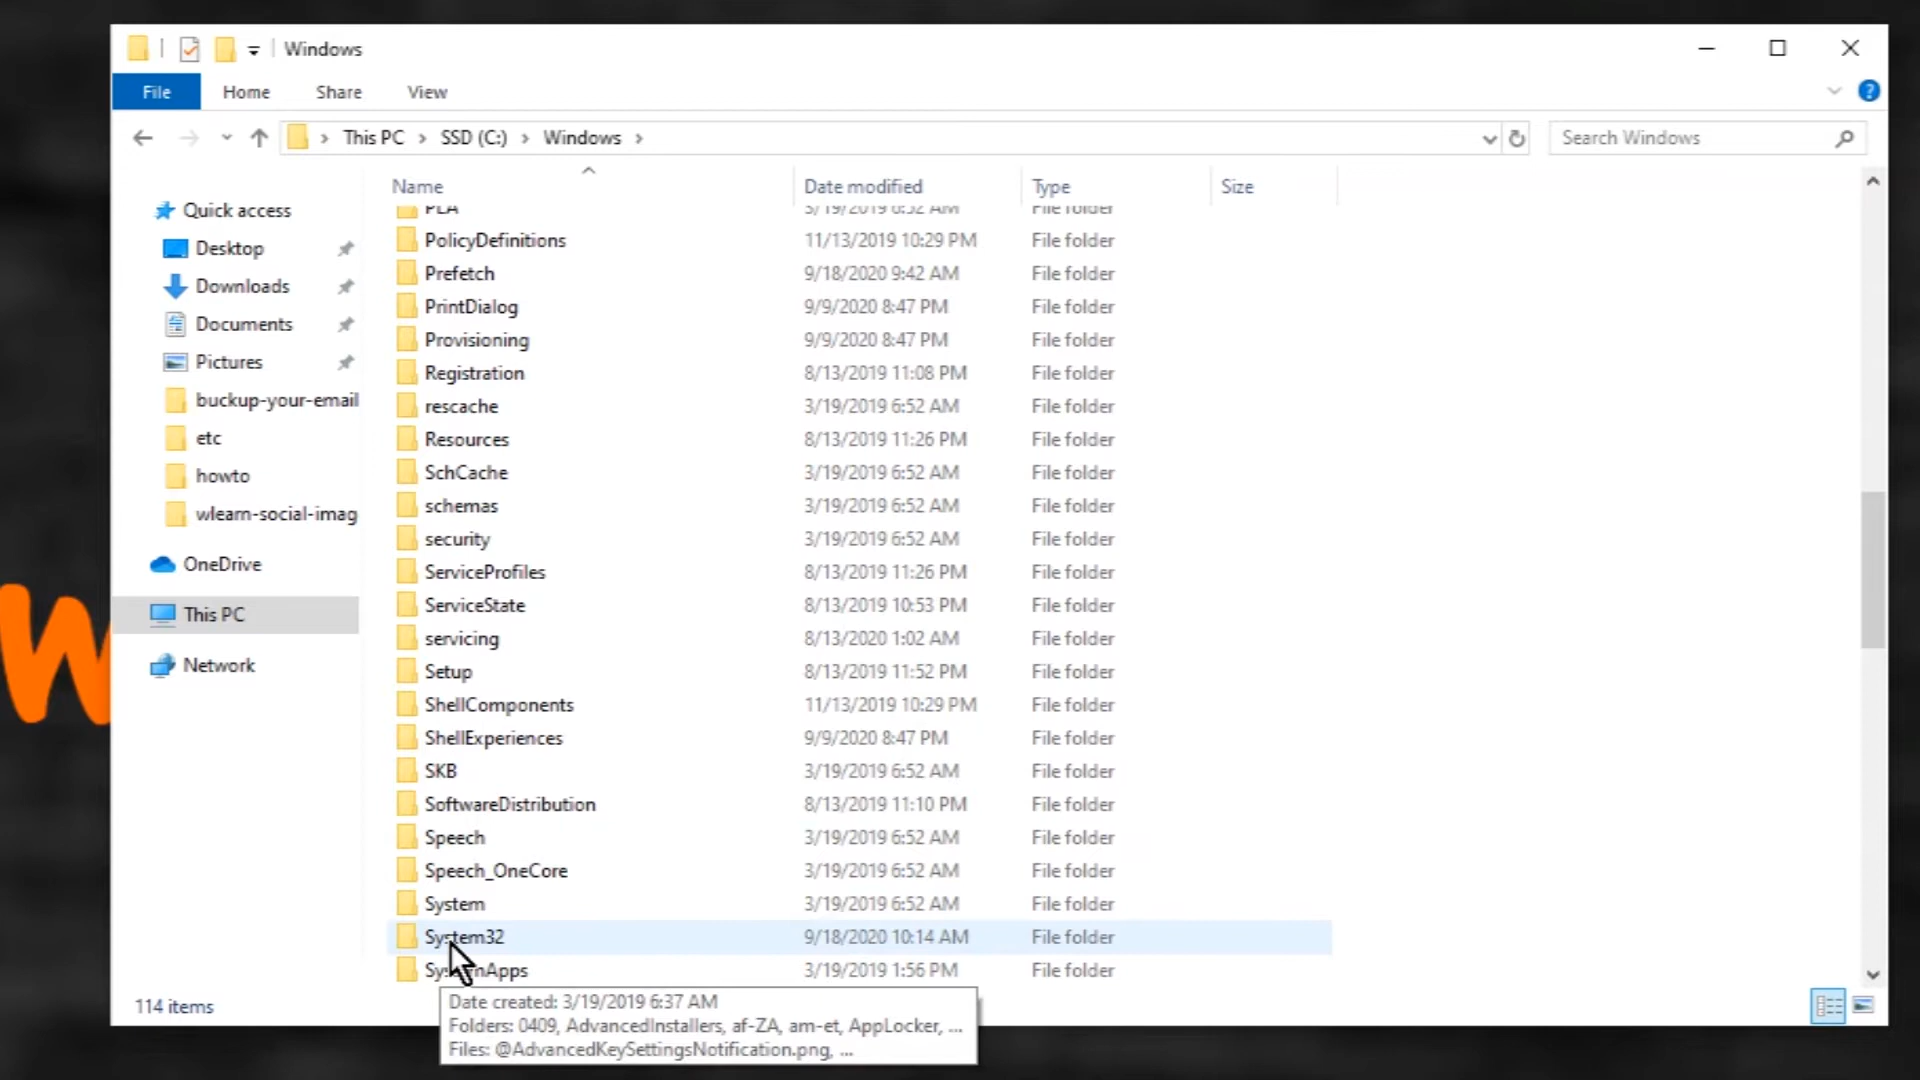 Windows
File Home Share View
This PC > SSD (C:) > Windows >
Search Windows
Name Date modified Type Size
Quick access
Desktop
Downloads
Documents
Pictures
buckup-your-email
etc
howto
wlearn-social-imag
OneDrive
This PC
Network
PLA 3/19/2019 6:52 AM File folder
PolicyDefinitions 11/13/2019 10:29 PM File folder
Prefetch 9/18/2020 9:42 AM File folder
PrintDialog 9/9/2020 8:47 PM File folder
Provisioning 9/9/2020 8:47 PM File folder
Registration 8/13/2019 11:08 PM File folder
rescache 3/19/2019 6:52 AM File folder
Resources 8/13/2019 11:26 PM File folder
SchCache 3/19/2019 6:52 AM File folder
schemas 3/19/2019 6:52 AM File folder
security 3/19/2019 6:52 AM File folder
ServiceProfiles 8/13/2019 11:26 PM File folder
ServiceState 8/13/2019 10:53 PM File folder
servicing 8/13/2020 1:02 AM File folder
Setup 8/13/2019 11:52 PM File folder
ShellComponents 11/13/2019 10:29 PM File folder
ShellExperiences 9/9/2020 8:47 PM File folder
SKB 3/19/2019 6:52 AM File folder
SoftwareDistribution 8/13/2019 11:10 PM File folder
Speech 3/19/2019 6:52 AM File folder
Speech_OneCore 3/19/2019 6:52 AM File folder
System 3/19/2019 6:52 AM File folder
System32 9/18/2020 10:14 AM File folder
SystemApps 3/19/2019 1:56 PM File folder
Date created: 3/19/2019 6:37 AM
Folders: 0409, AdvancedInstallers, af-ZA, am-et, AppLocker, ...
Files: @AdvancedKeySettingsNotification.png, ...
114 items
w